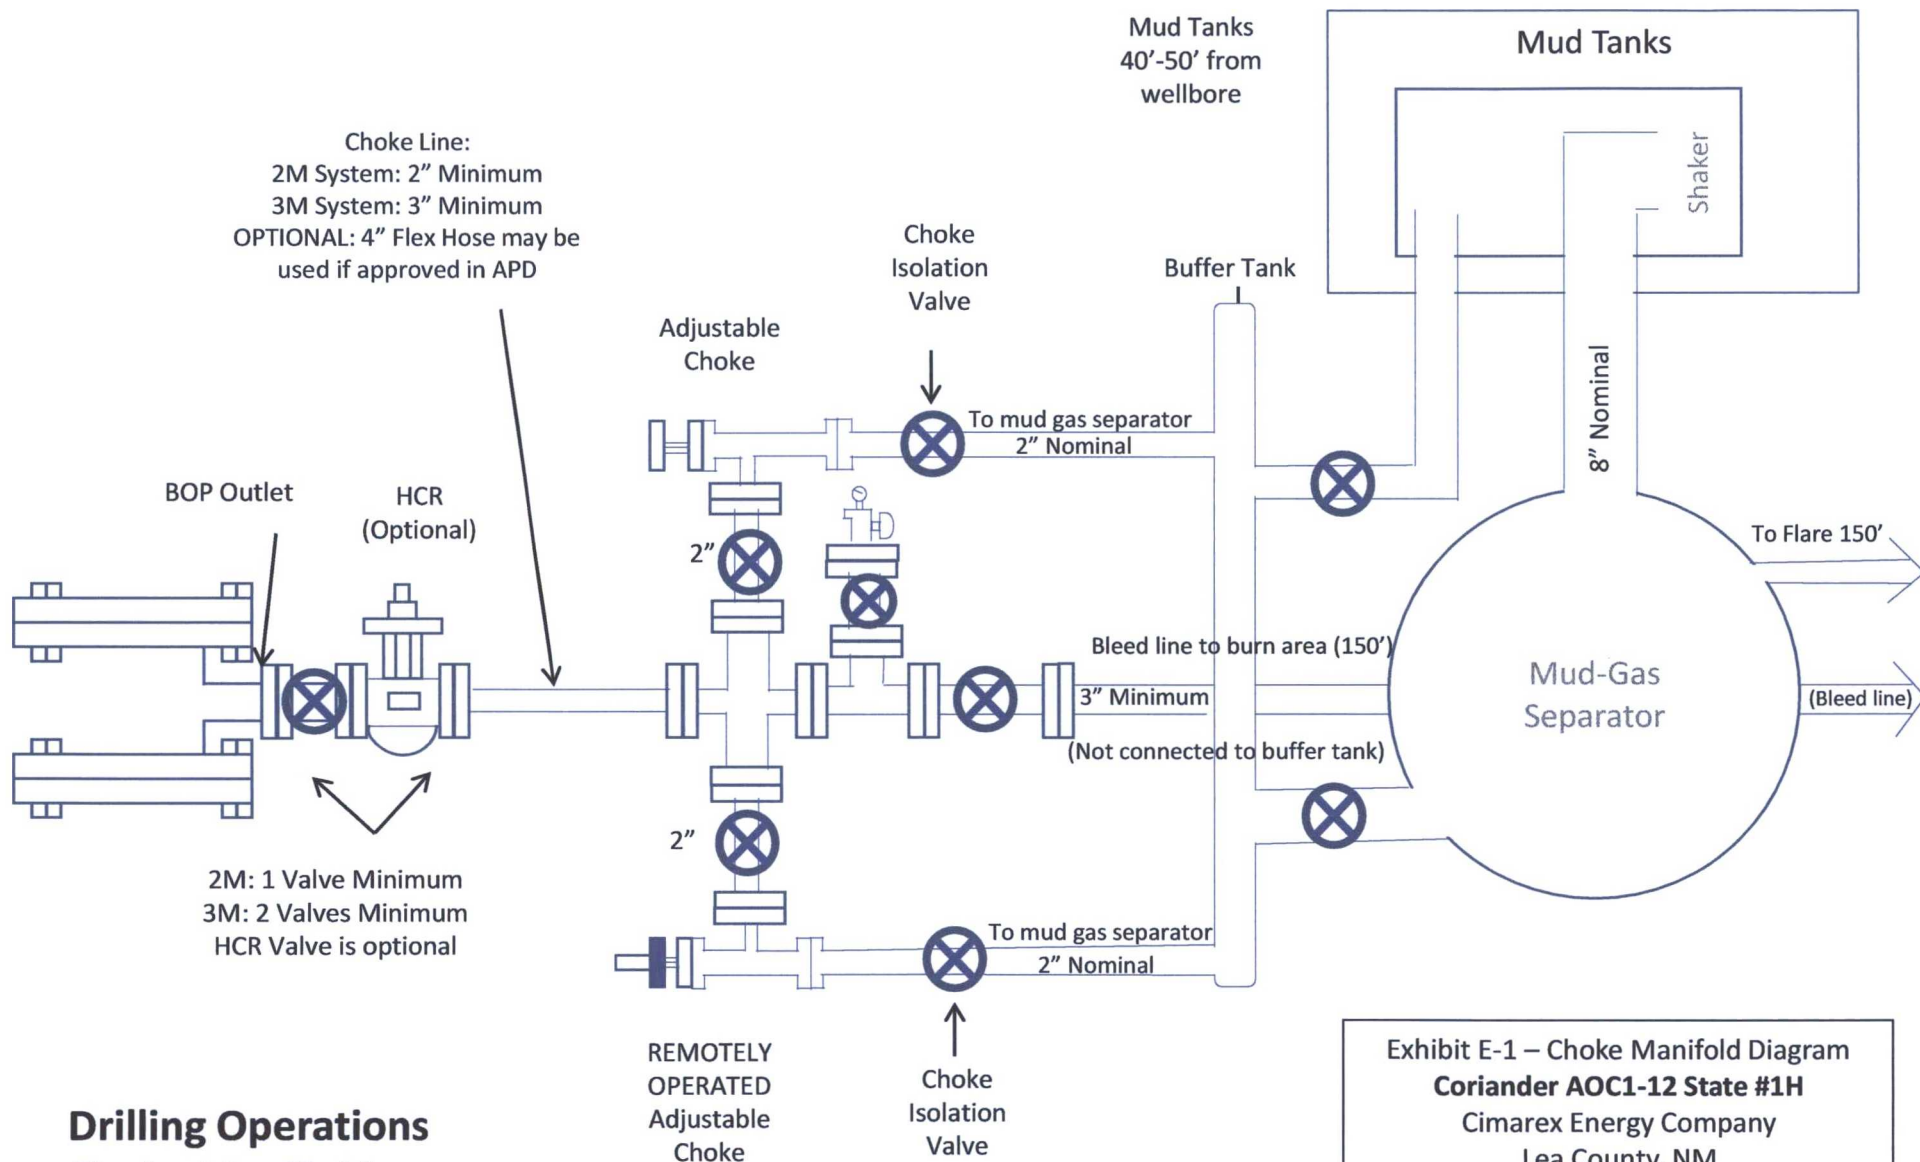 Mud Tanks
40’-50’ from
wellbore
Mud Tanks
Shaker
Choke Line:
2M System: 2” Minimum
3M System: 3” Minimum
OPTIONAL: 4” Flex Hose may be
used if approved in APD
Choke
Isolation
Valve
Buffer Tank
Adjustable
Choke
8” Nominal
To mud gas separator
2” Nominal
BOP Outlet
HCR
(Optional)
2”
To Flare 150’
Bleed line to burn area (150’)
3” Minimum
(Not connected to buffer tank)
Mud-Gas
Separator
(Bleed line)
2”
2M: 1 Valve Minimum
3M: 2 Valves Minimum
HCR Valve is optional
To mud gas separator
2” Nominal
REMOTELY
OPERATED
Adjustable
Choke
Choke
Isolation
Valve
Drilling Operations
Exhibit E-1 – Choke Manifold Diagram
Coriander AOC1-12 State #1H
Cimarex Energy Company
Lea County, NM